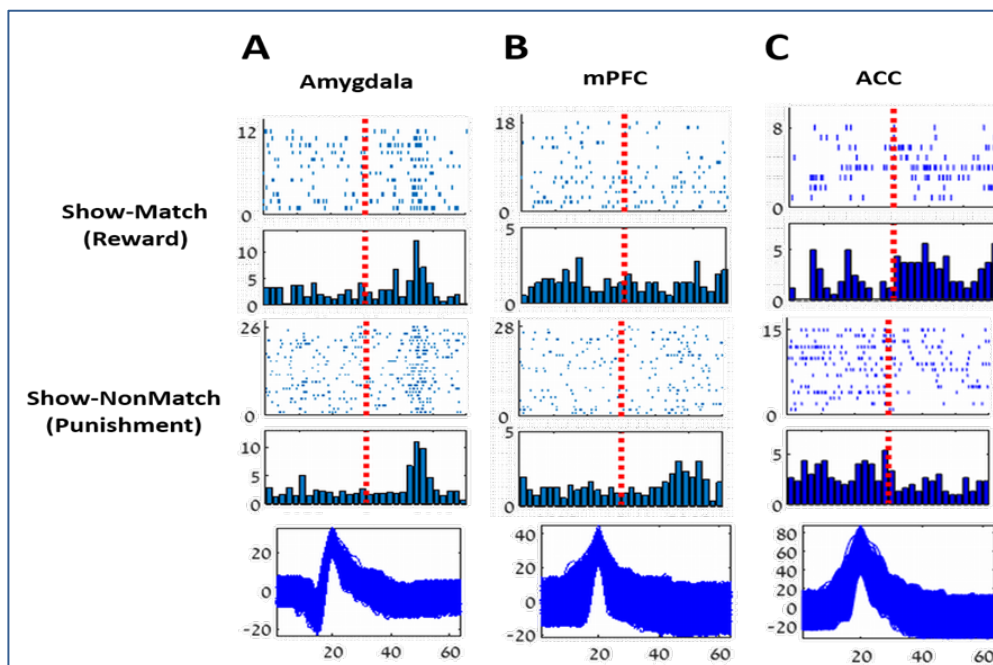 A B C
Amygdala mPFC ACC
12 18 8
0 0 0
Show-Match
(Reward)
10 5 5
5
0 0 0
26 28 15
0 0 0
Show-NonMatch
(Punishment)
10 5 5
5
0 0 0
20 40 80
0 20 60
-20 0 40
-20 20
0
-20
20 40 60 20 40 60 20 40 60